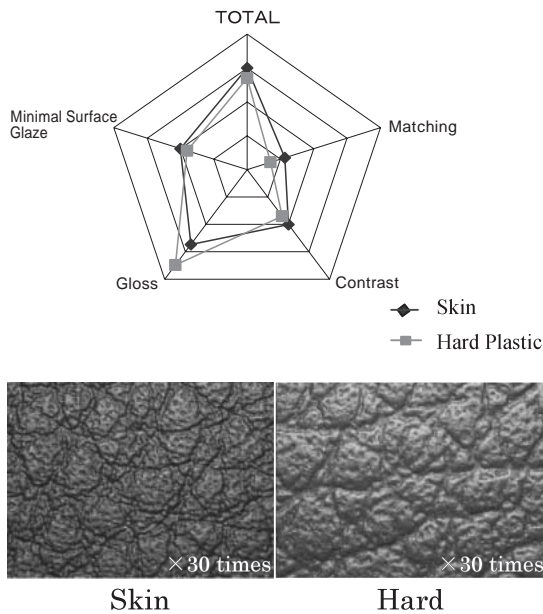 TOTAL
Minimal Surface
Glaze
Matching
Gloss
Contrast
Skin
Hard Plastic
×30 times
×30 times
Skin
Hard